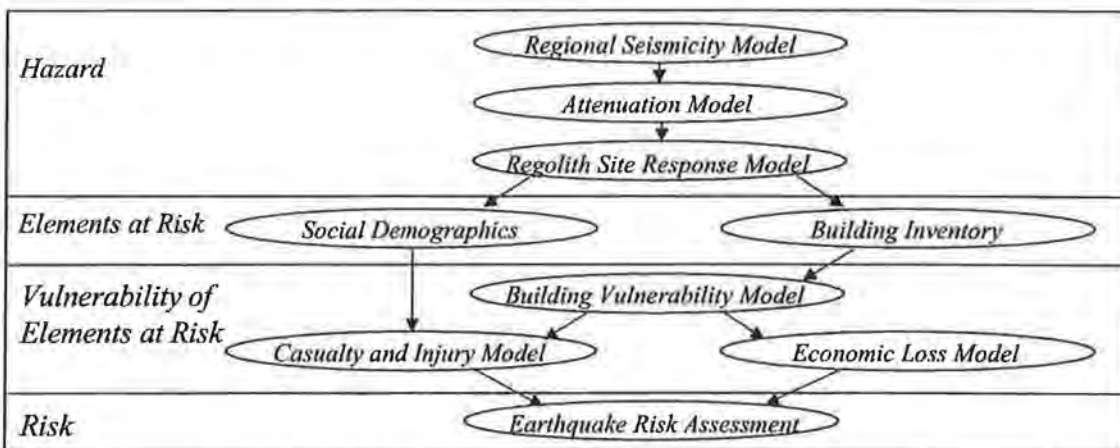 Hazard
Regional Seismicity Model
Attenuation Model
Regolith Site Response Model
Elements at Risk
Social Demographics
Building Inventory
Vulnerability of
Elements at Risk
Building Vulnerability Model
Casualty and Injury Model
Economic Loss Model
Risk
Earthquake Risk Assessment